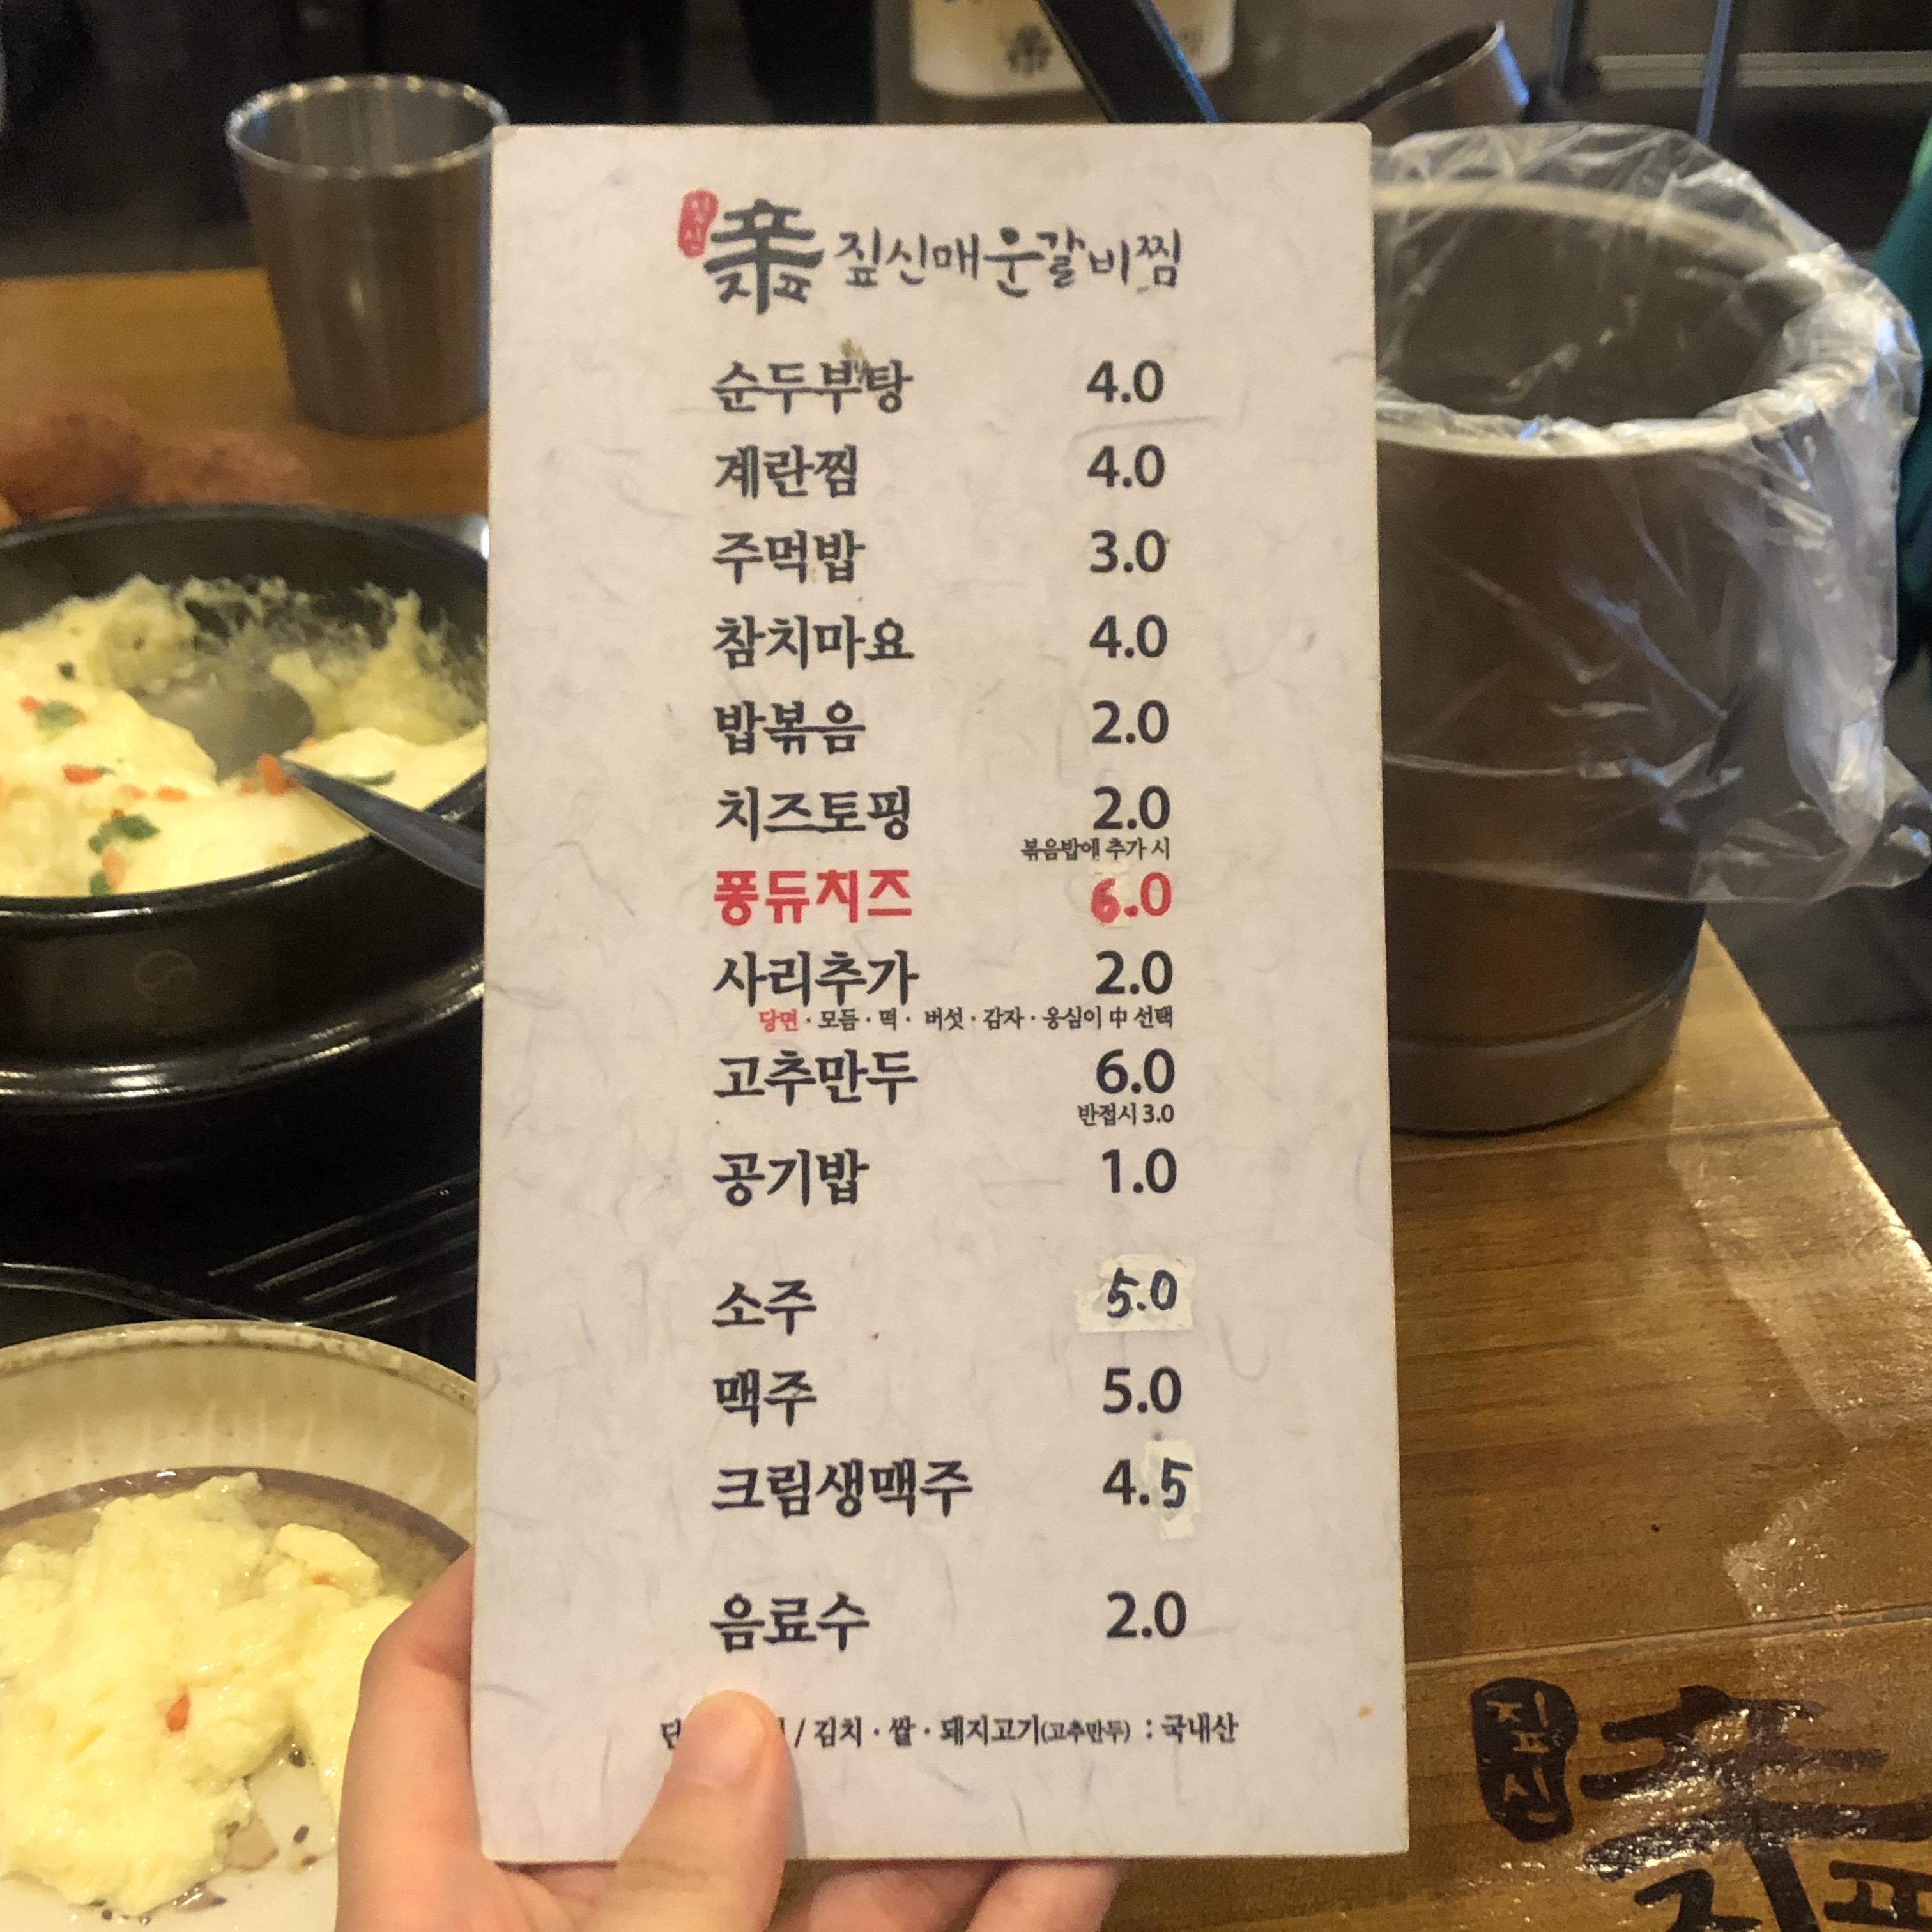 짚신
辛 짚신매운갈비찜
순두부탕 4.0
계란찜 4.0
주먹밥 3.0
참치마요 4.0
밥볶음 2.0
치즈토핑 2.0
볶음밥에 추가 시
퐁듀치즈 6.0
사리추가 2.0
당면 · 모듬 · 떡 · 버섯 · 감자 · 옹심이 中 선택
고추만두 6.0
반접시 3.0
공기밥 1.0
소주 5.0
맥주 5.0
크림생맥주 4.5
음료수 2.0
/ 김치 · 쌀 · 돼지고기(고추만두) : 국내산
짚신